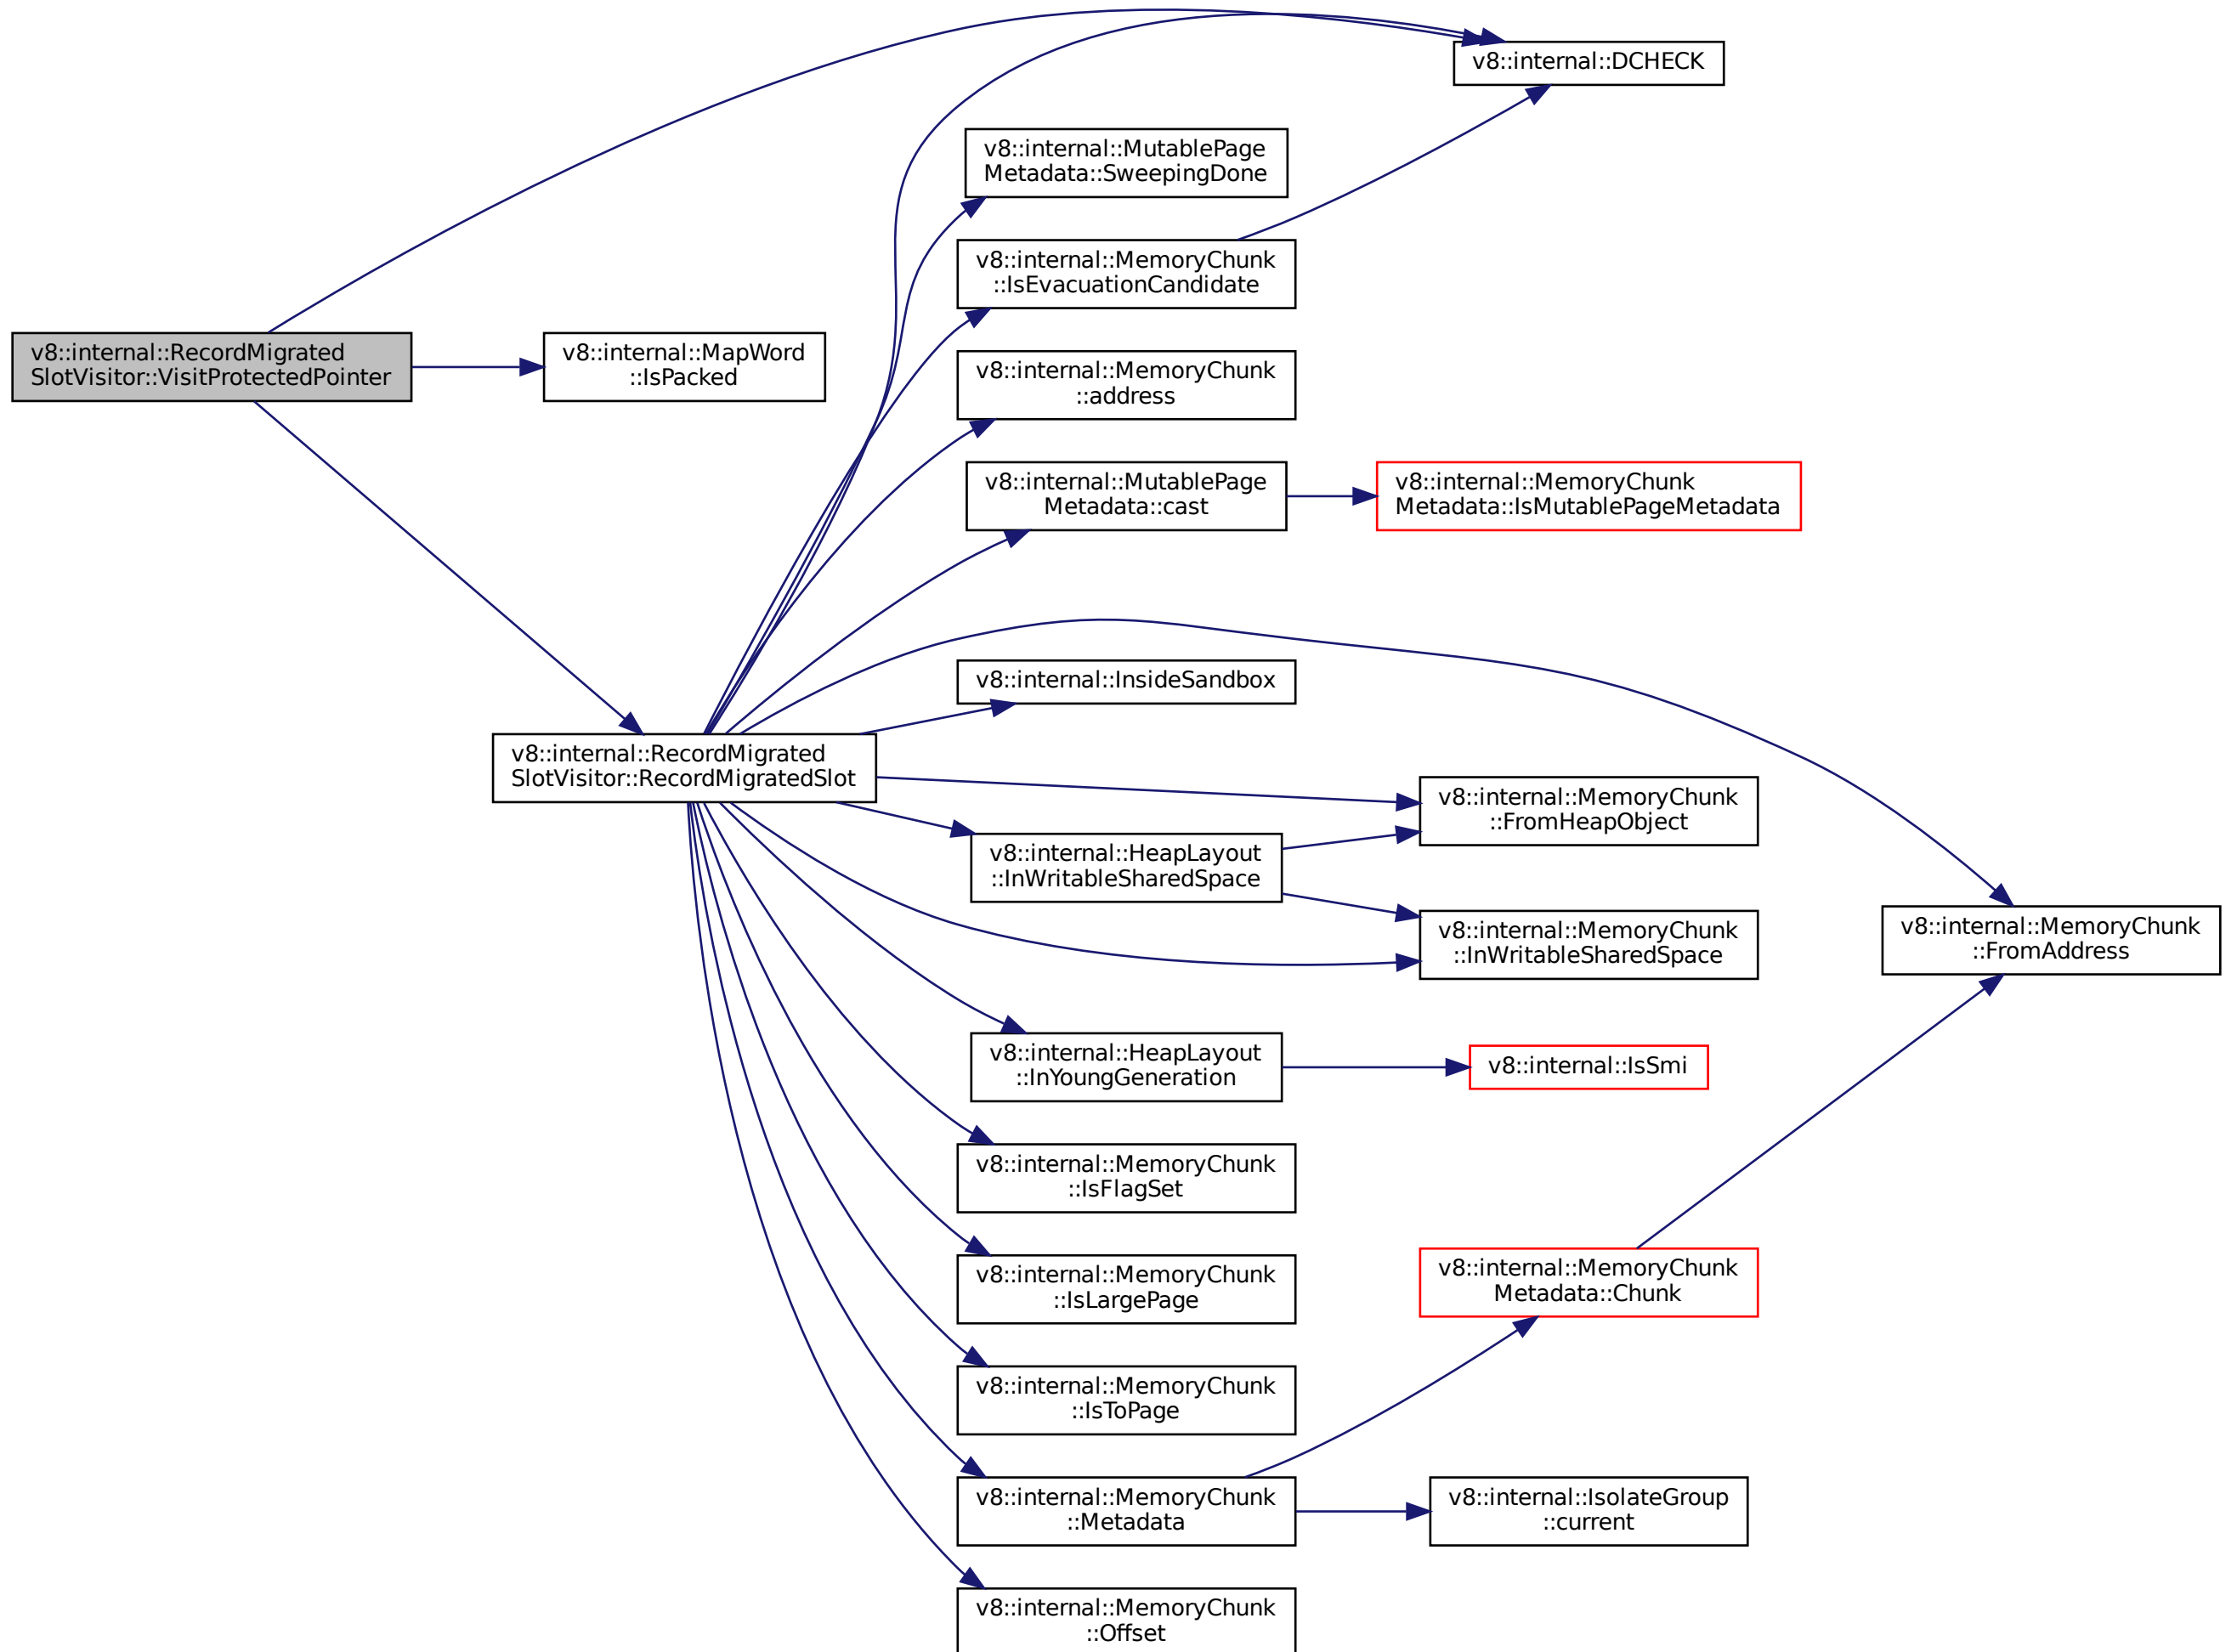 v8::internal::DCHECK
v8::internal::MutablePage
Metadata::SweepingDone
v8::internal::MemoryChunk
::IsEvacuationCandidate
v8::internal::RecordMigrated
SlotVisitor::VisitProtectedPointer
v8::internal::MapWord
::IsPacked
v8::internal::MemoryChunk
::address
v8::internal::MutablePage
Metadata::cast
v8::internal::MemoryChunk
Metadata::IsMutablePageMetadata
v8::internal::InsideSandbox
v8::internal::RecordMigrated
SlotVisitor::RecordMigratedSlot
v8::internal::MemoryChunk
::FromHeapObject
v8::internal::HeapLayout
::InWritableSharedSpace
v8::internal::MemoryChunk
::InWritableSharedSpace
v8::internal::MemoryChunk
::FromAddress
v8::internal::HeapLayout
::InYoungGeneration
v8::internal::IsSmi
v8::internal::MemoryChunk
::IsFlagSet
v8::internal::MemoryChunk
::IsLargePage
v8::internal::MemoryChunk
Metadata::Chunk
v8::internal::MemoryChunk
::IsToPage
v8::internal::MemoryChunk
::Metadata
v8::internal::IsolateGroup
::current
v8::internal::MemoryChunk
::Offset